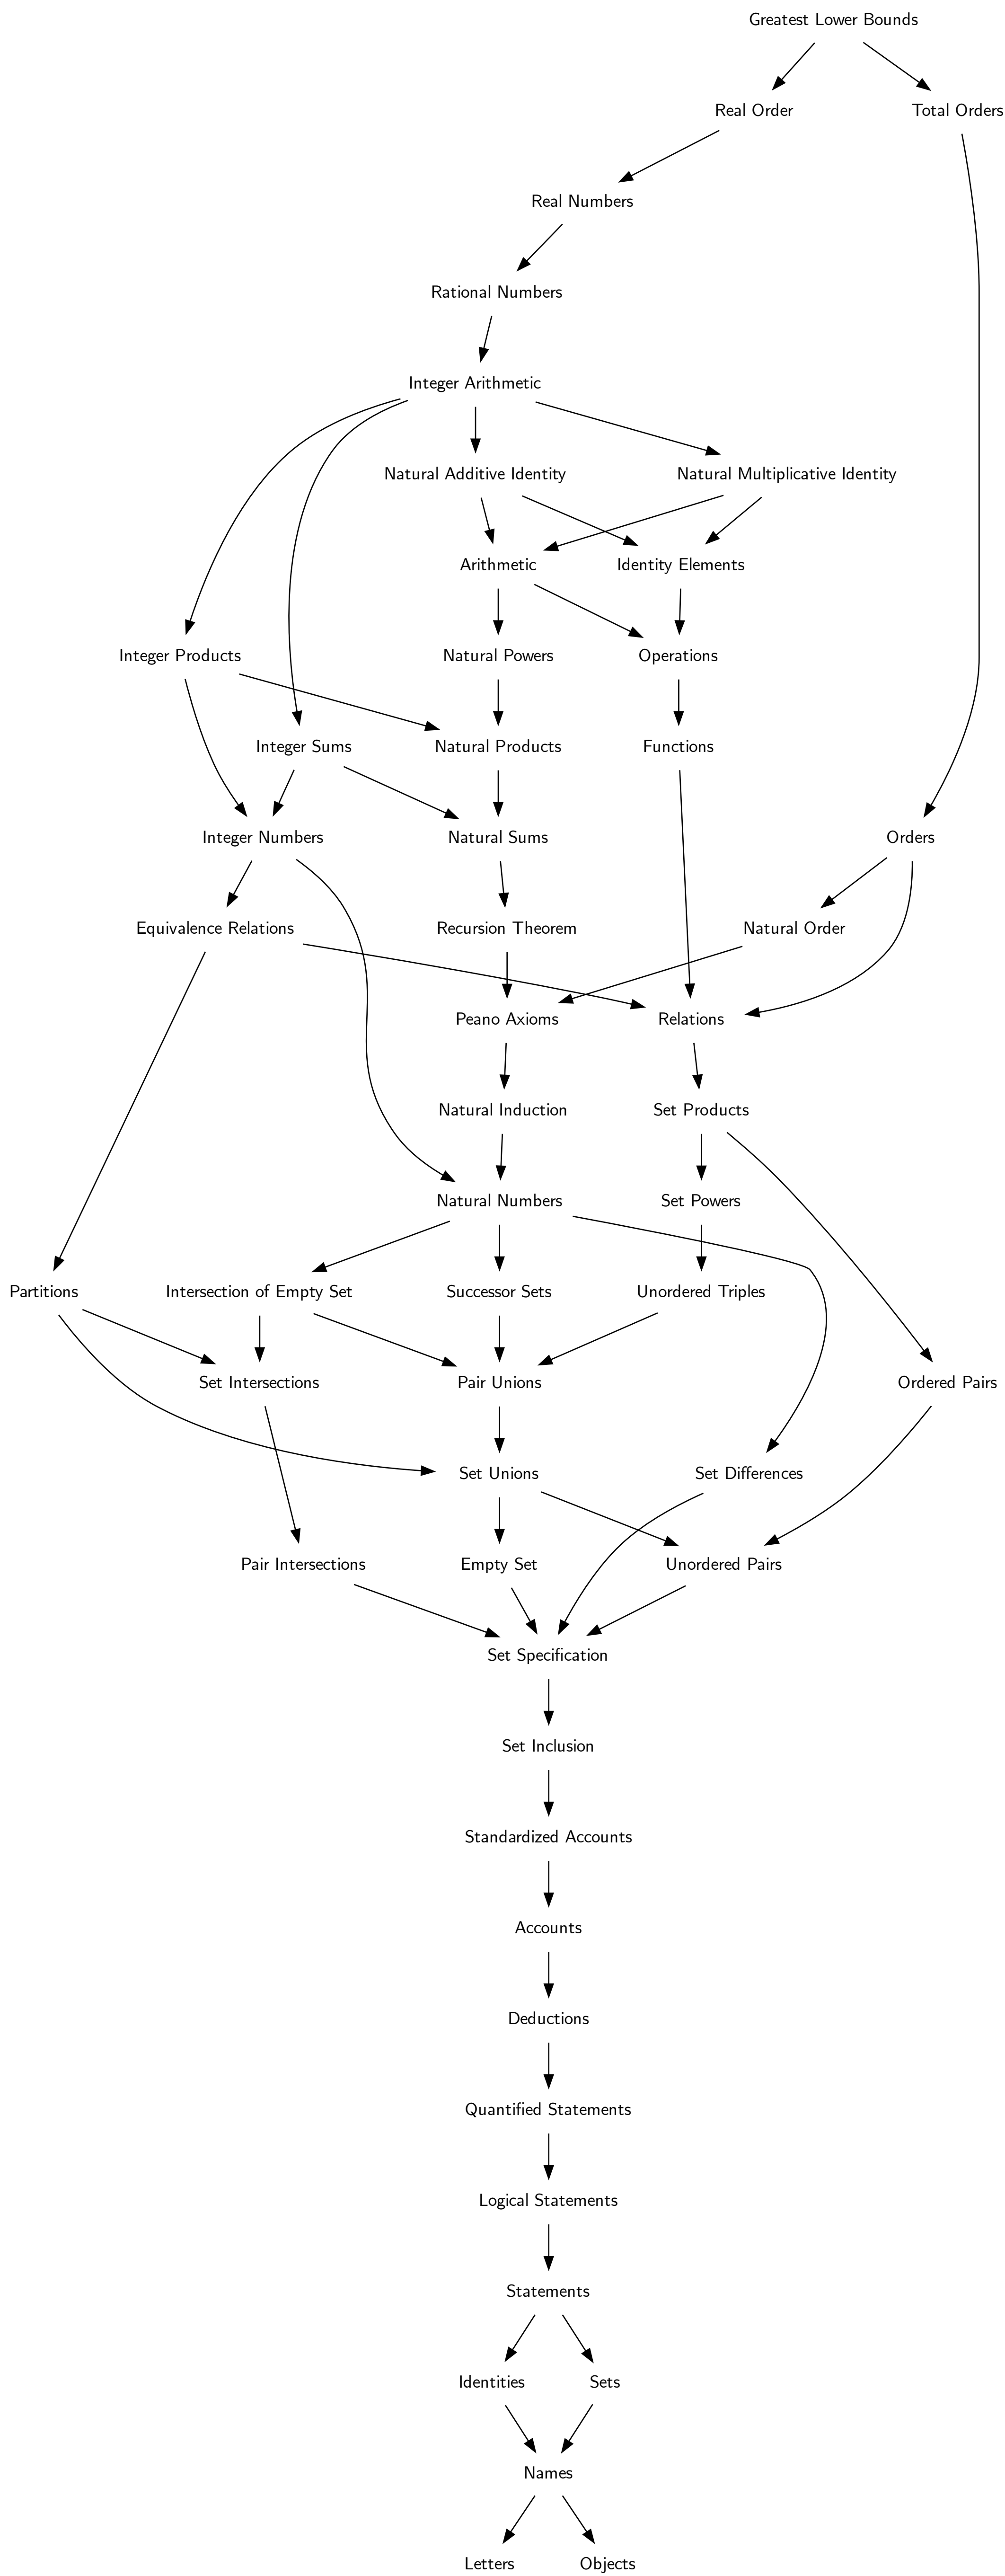 Greatest Lower Bounds
Real Order
Total Orders
Real Numbers
Rational Numbers
Integer Arithmetic
Natural Additive Identity
Natural Multiplicative Identity
Arithmetic
Identity Elements
Integer Products
Natural Powers
Operations
Integer Sums
Natural Products
Functions
Integer Numbers
Natural Sums
Orders
Equivalence Relations
Recursion Theorem
Natural Order
Peano Axioms
Relations
Natural Induction
Set Products
Natural Numbers
Set Powers
Partitions
Intersection of Empty Set
Successor Sets
Unordered Triples
Set Intersections
Pair Unions
Ordered Pairs
Set Unions
Set Differences
Pair Intersections
Empty Set
Unordered Pairs
Set Specification
Set Inclusion
Standardized Accounts
Accounts
Deductions
Quantified Statements
Logical Statements
Statements
Identities
Sets
Names
Letters
Objects